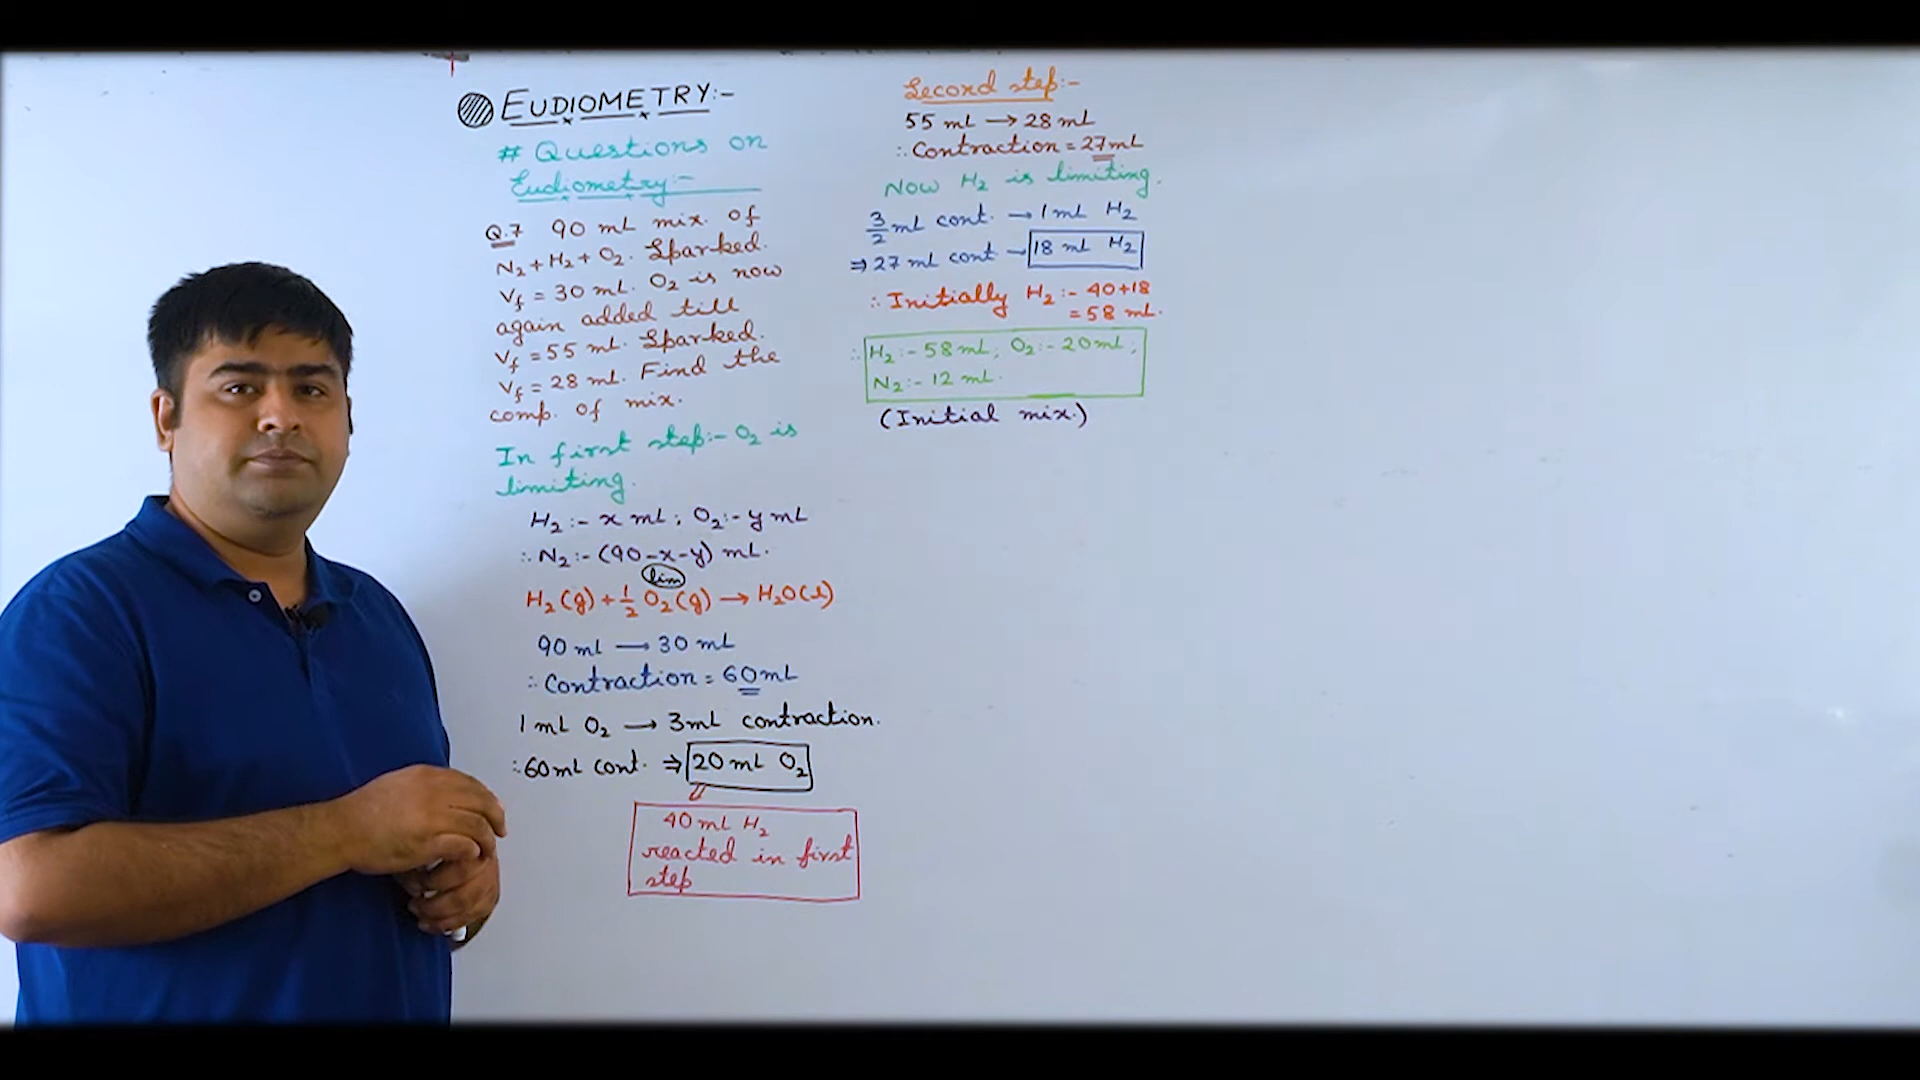 EUDIOMETRY:-
# Questions on
Eudiometry:-
Q.7 90 mL mix. of
N₂ + H₂ + O₂. Sparked.
V_f = 30 mL. O₂ is now
again added till
V_f = 55 mL. Sparked.
V_f = 28 mL. Find the
comp. of mix.
In first step:- O₂ is
limiting.
H₂:- x mL; O₂:- y mL
∴ N₂:- (90-x-y) mL.
lim
H₂(g) + 1/2 O₂(g) → H₂O(l)
90 mL → 30 mL
∴ Contraction = 60 mL
1 mL O₂ → 3 mL contraction.
∴ 60 mL cont. ⇒ 20 mL O₂
40 mL H₂
reacted in first
step
Second step:-
55 mL → 28 mL
∴ Contraction = 27 mL
Now H₂ is limiting.
3/2 mL cont. → 1 mL H₂
⇒ 27 mL cont → 18 mL H₂
∴ Initially H₂:- 40+18
= 58 mL.
∴ H₂:- 58 mL; O₂:- 20 mL;
N₂:- 12 mL.
(Initial mix.)